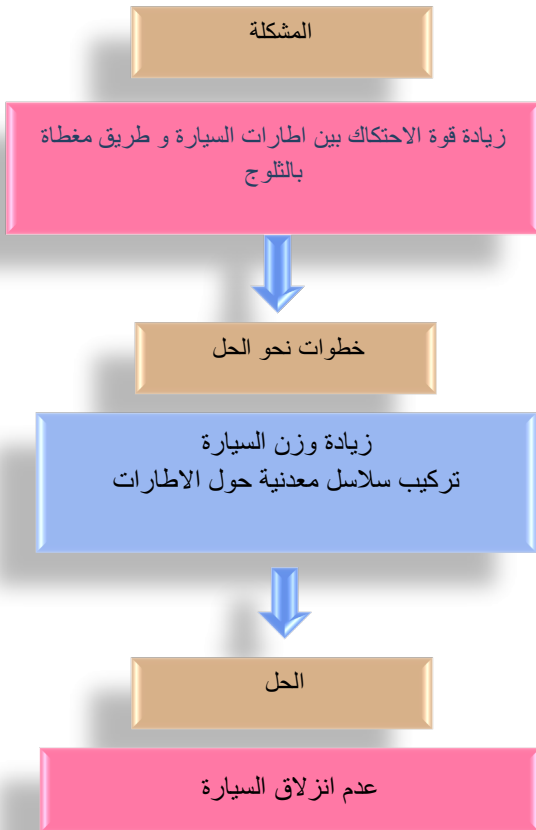 المشكلة
زيادة قوة الاحتكاك بين اطارات السيارة و طريق مغطاة
بالثلوج
خطوات نحو الحل
زيادة وزن السيارة
تركيب سلاسل معدنية حول الاطارات
الحل
عدم انزلاق السيارة